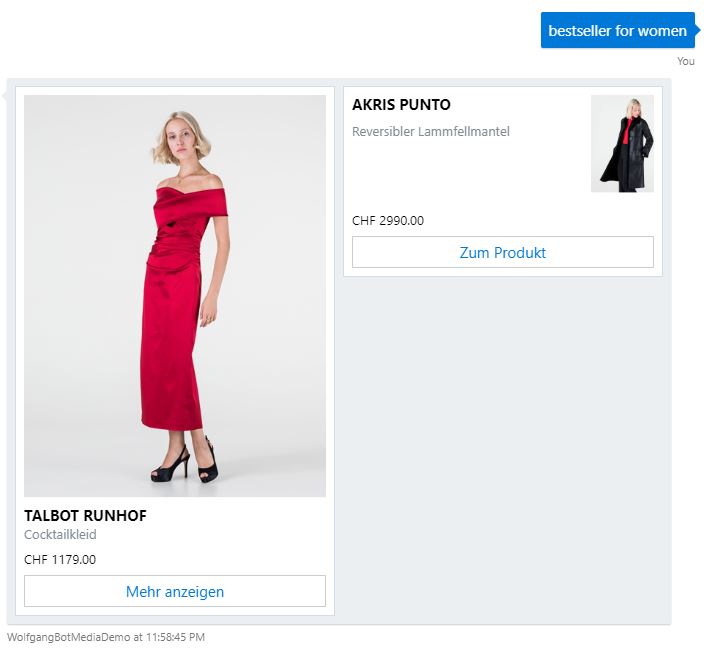 bestseller for women
You
TALBOT RUNHOF
Cocktailkleid
CHF 1179.00
Mehr anzeigen
AKRIS PUNTO
Reversibler Lammfellmantel
CHF 2990.00
Zum Produkt
WolfgangBotMediaDemo at 11:58:45 PM